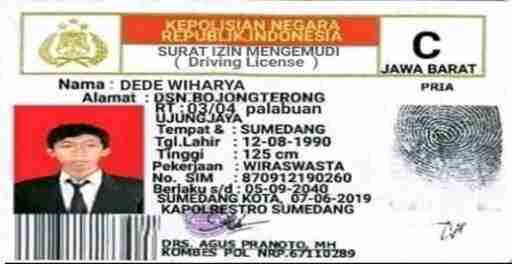 KEPOLISIAN NEGARA
REPUBLIK.INDONESIA
SURAT IZIN MENGEMUDI
( Driving License )
C
JAWA BARAT
PRIA
Nama : DEDE WIHARYA
Alamat : DSN.BOJONGTERONG
RT:03/04 palabuan
UJUNGJAYA
Tempat & : SUMEDANG
Tgl.Lahir : 12-08-1990
Tinggi : 125 cm
Pekerjaan : WIRASWASTA
No. SIM : 870912190260
Berlaku s/d : 05-09-2040
SUMEDANG KOTA, 07-06-2019
KAPOLRESTRO SUMEDANG
DRS. AGUS PRANOTO, MH
KOMBES POL NRP.67110289